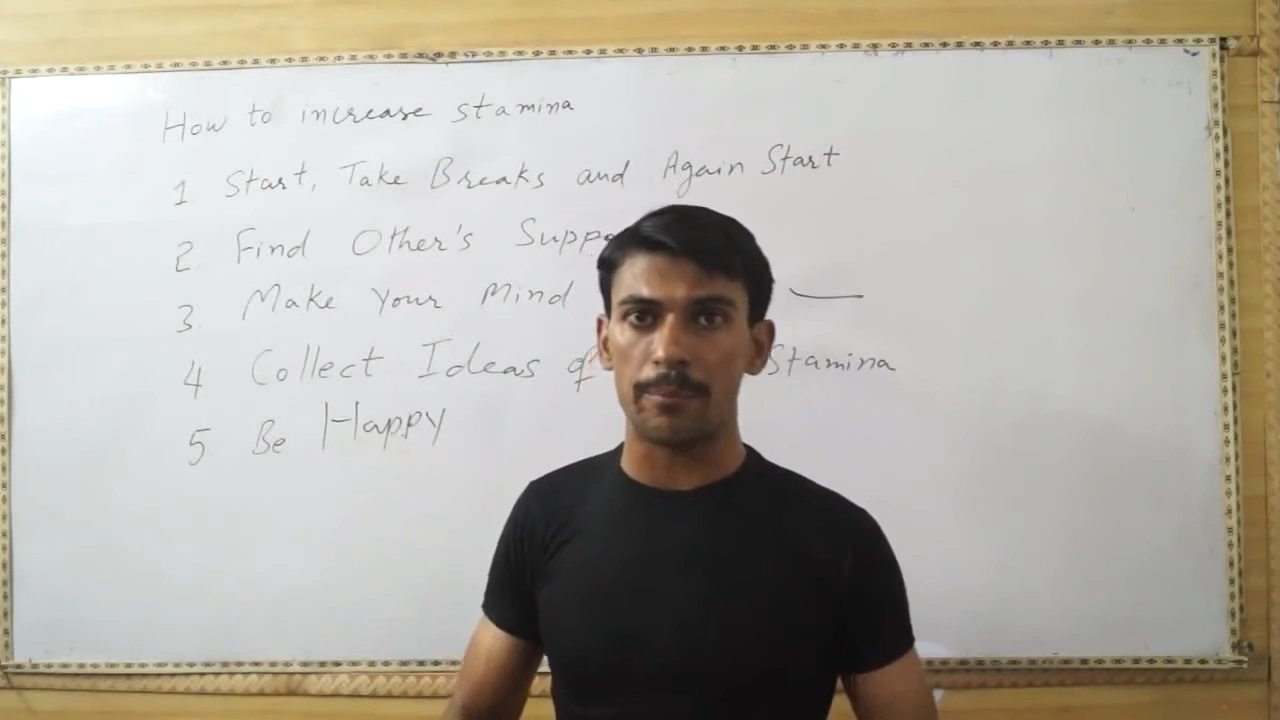 How to increase stamina
1 Start, Take Breaks and Again Start
2 Find Other's
3. Make Your Mind
4 Collect Ideas Stamina
5 Be Happy